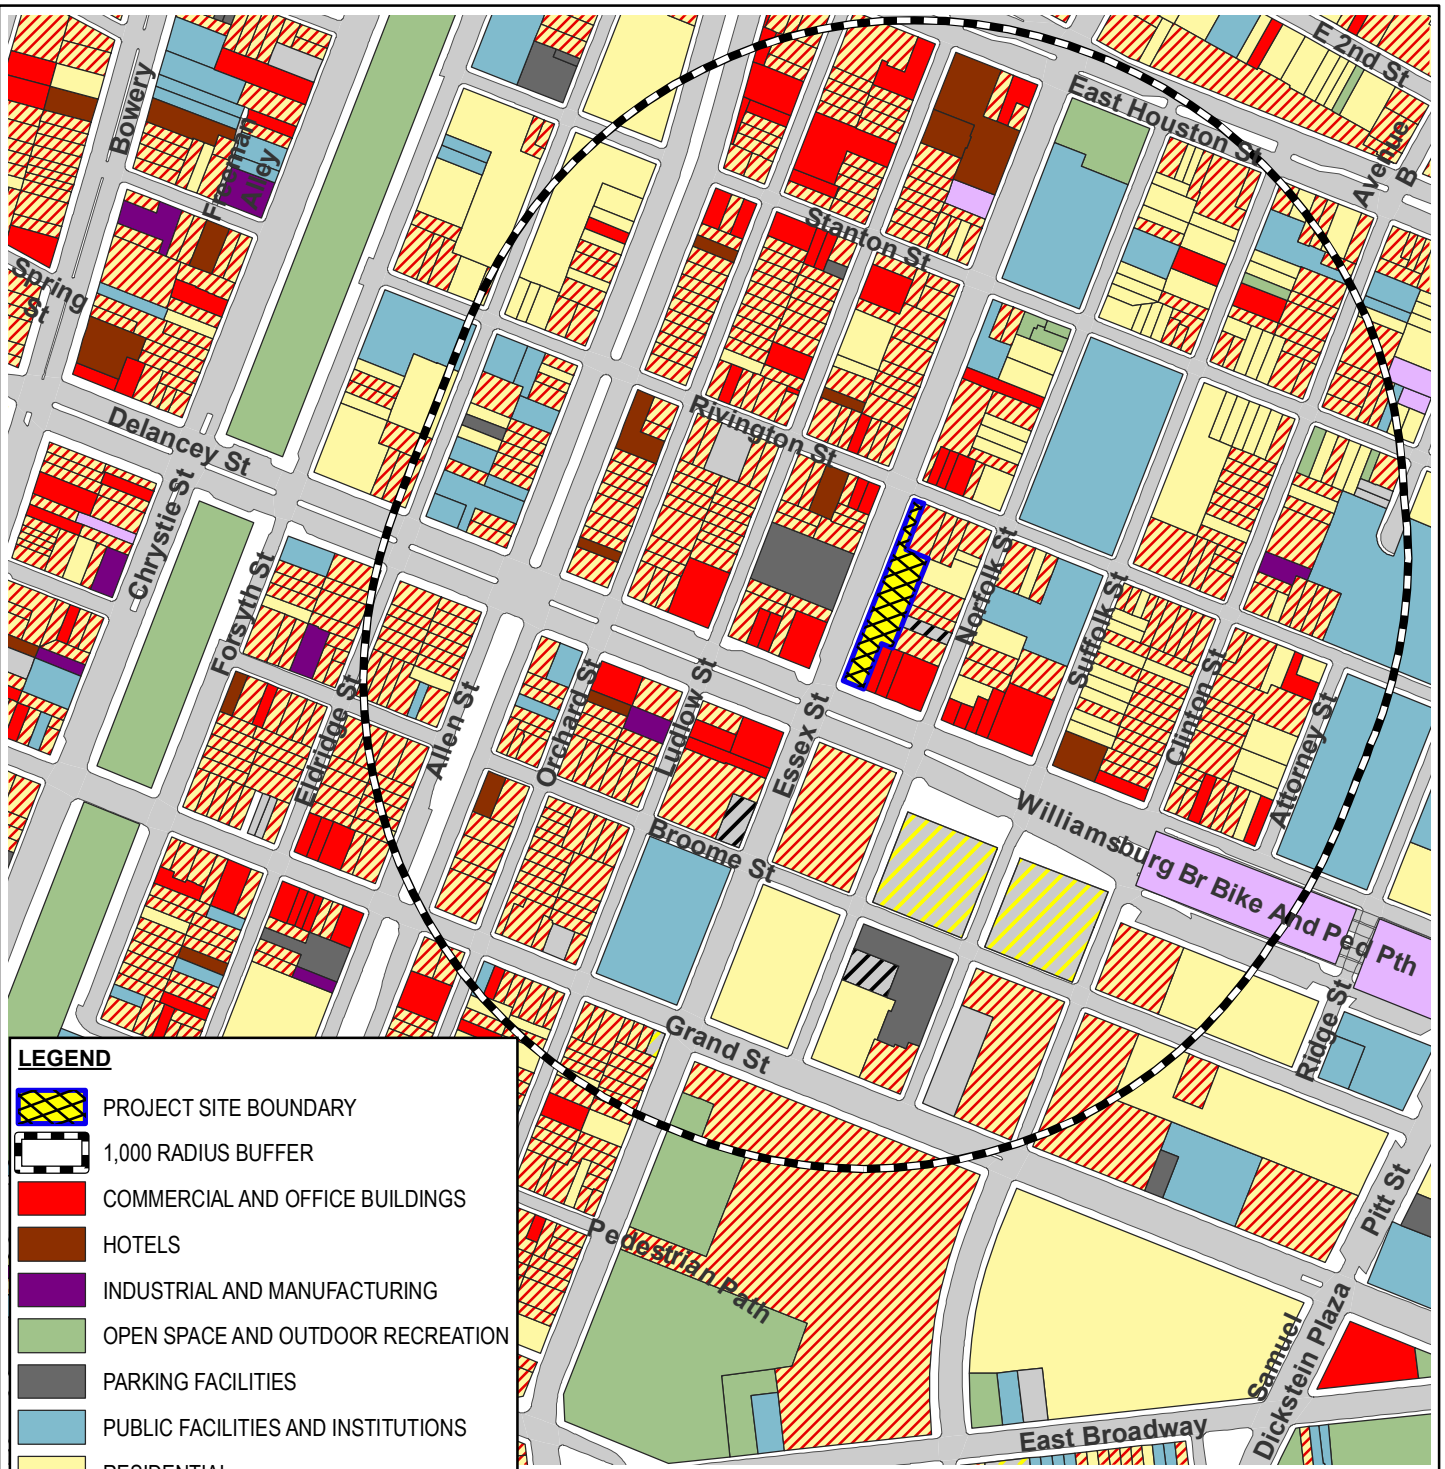 E 2nd St
Bowery
East Houston St
Freeman
Alley
Avenue
B
Stanton St
Spring
St
Rivington St
Delancey St
Chrystie St
Forsyth St
Norfolk St
Suffolk St
Eldridge St
Allen St
Orchard St
Ludlow St
Essex St
Clinton St
Attorney St
Broome St
Williamsburg Br Bike And Ped Pth
Grand St
Ridge St
Pitt St
Pedestrian Path
Samuel
Dickstein Plaza
East Broadway
LEGEND
PROJECT SITE BOUNDARY
1,000 RADIUS BUFFER
COMMERCIAL AND OFFICE BUILDINGS
HOTELS
INDUSTRIAL AND MANUFACTURING
OPEN SPACE AND OUTDOOR RECREATION
PARKING FACILITIES
PUBLIC FACILITIES AND INSTITUTIONS
RESIDENTIAL